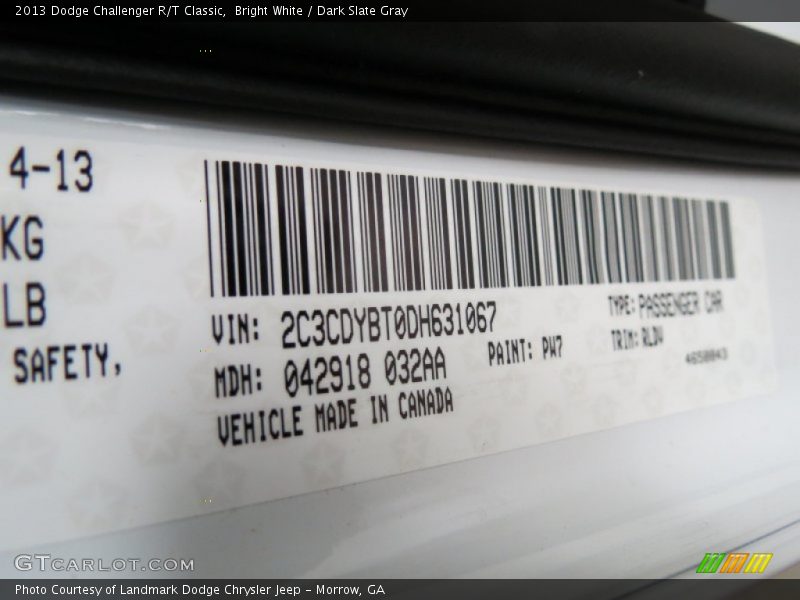 2013 Dodge Challenger R/T Classic,  Bright White / Dark Slate Gray
4-13
KG
LB
SAFETY,
VIN: 2C3CDYBT0DH631067
TYPE: PASSENGER CAR
MDH: 042918 032AA
PAINT: PW7
TRIM: RLDV
VEHICLE MADE IN CANADA
GTCARLOT.COM
Photo Courtesy of Landmark Dodge Chrysler Jeep - Morrow, GA